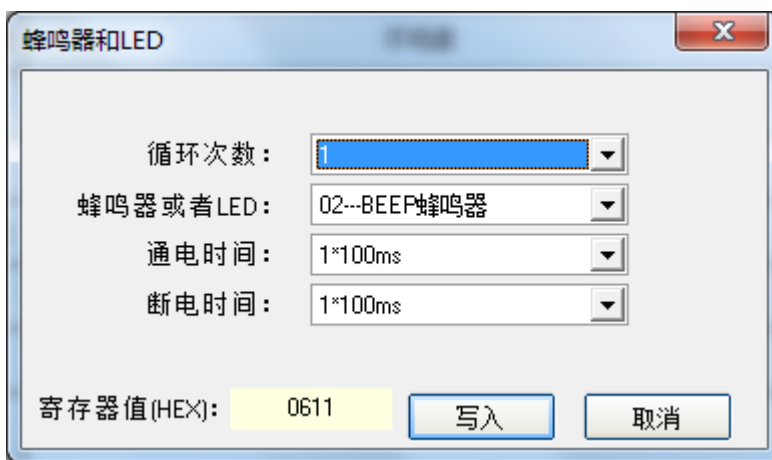 蜂鸣器和LED
循环次数： 1
蜂鸣器或者LED： 02---BEEP蜂鸣器
通电时间： 1*100ms
断电时间： 1*100ms
寄存器值(HEX)： 0611 写入 取消